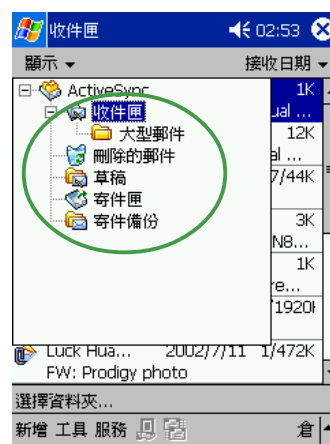 收件匣 02:53
顯示 接收日期
ActiveSync 1K
收件匣 ual ...
大型郵件 12K
刪除的郵件 al ...
草稿 7/44K
寄件匣
寄件備份 3K
N8...
1K
're...
'1920K
Luck Hua... 2002/7/11 1/472K
FW: Prodigy photo
選擇資料夾...
新增 工具 服務 倉